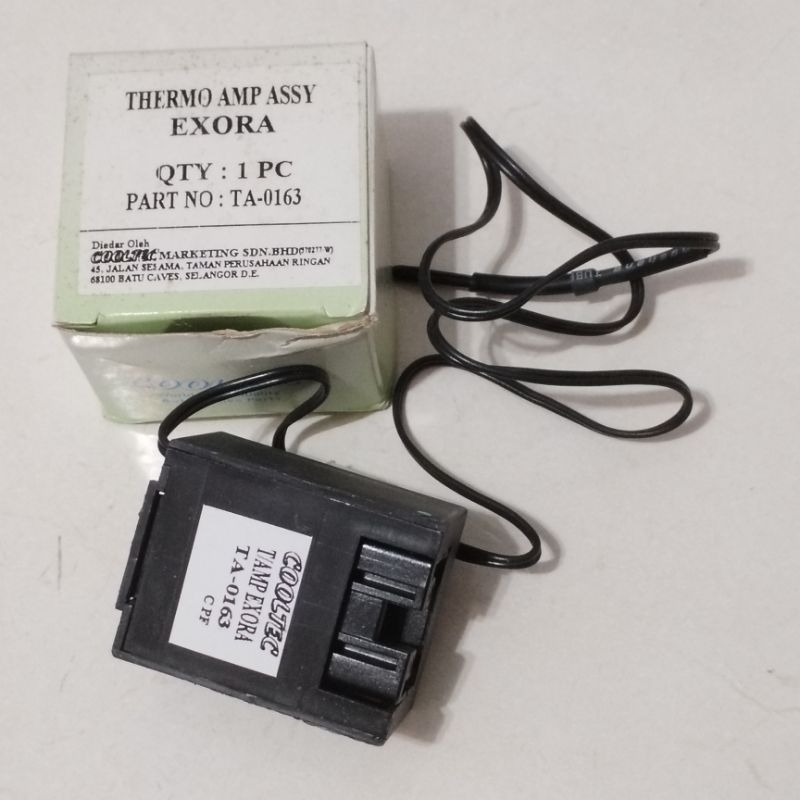 THERMO AMP ASSY
EXORA
QTY : 1 PC
PART NO : TA-0163
Diedar Oleh
COOLTEC MARKETING SDN.BHD
45, JALAN SESAMA, TAMAN PERUSAHAAN RINGAN
68100 BATU CAVES, SELANGOR D.E.
TUBE
COOLTEC
T/AMP EXORA
TA-0163
CPF